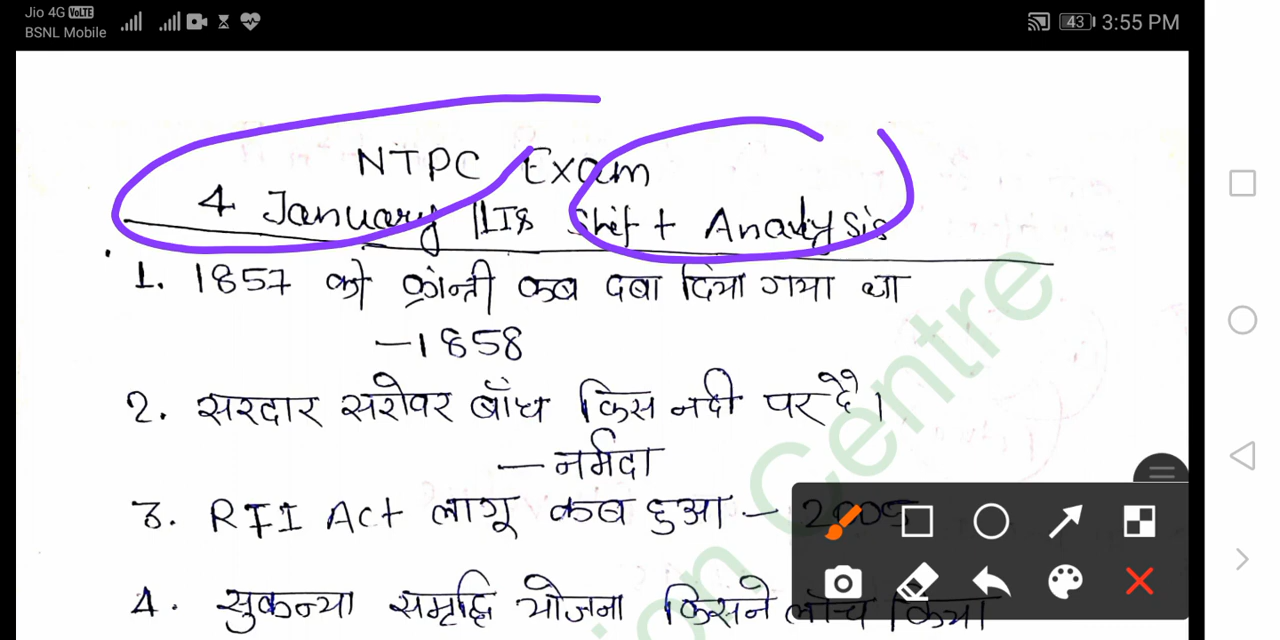 Jio 4G VoLTE
BSNL Mobile
43 3:55 PM
NTPC Exam
4 January Shift Analysis
1. 1857 की क्रांन्ती कब दबा दिया गया था
—1858
2. सरदार सरोवर बाँध किस नदी पर है।
— नर्मदा
3. RTI Act लागू कब हुआ — 2005
4. सुकन्या समृद्धि योजना किसने लॉन्च किया
Centre